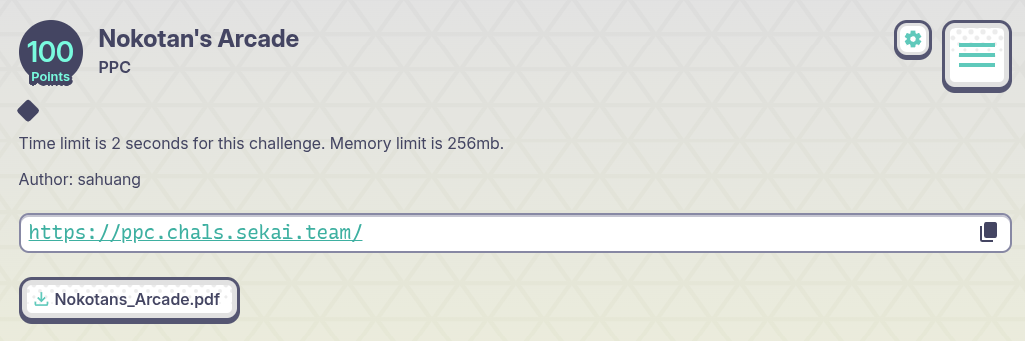 100
Points
Nokotan's Arcade
PPC
Time limit is 2 seconds for this challenge. Memory limit is 256mb.
Author: sahuang
https://ppc.chals.sekai.team/
Nokotans_Arcade.pdf